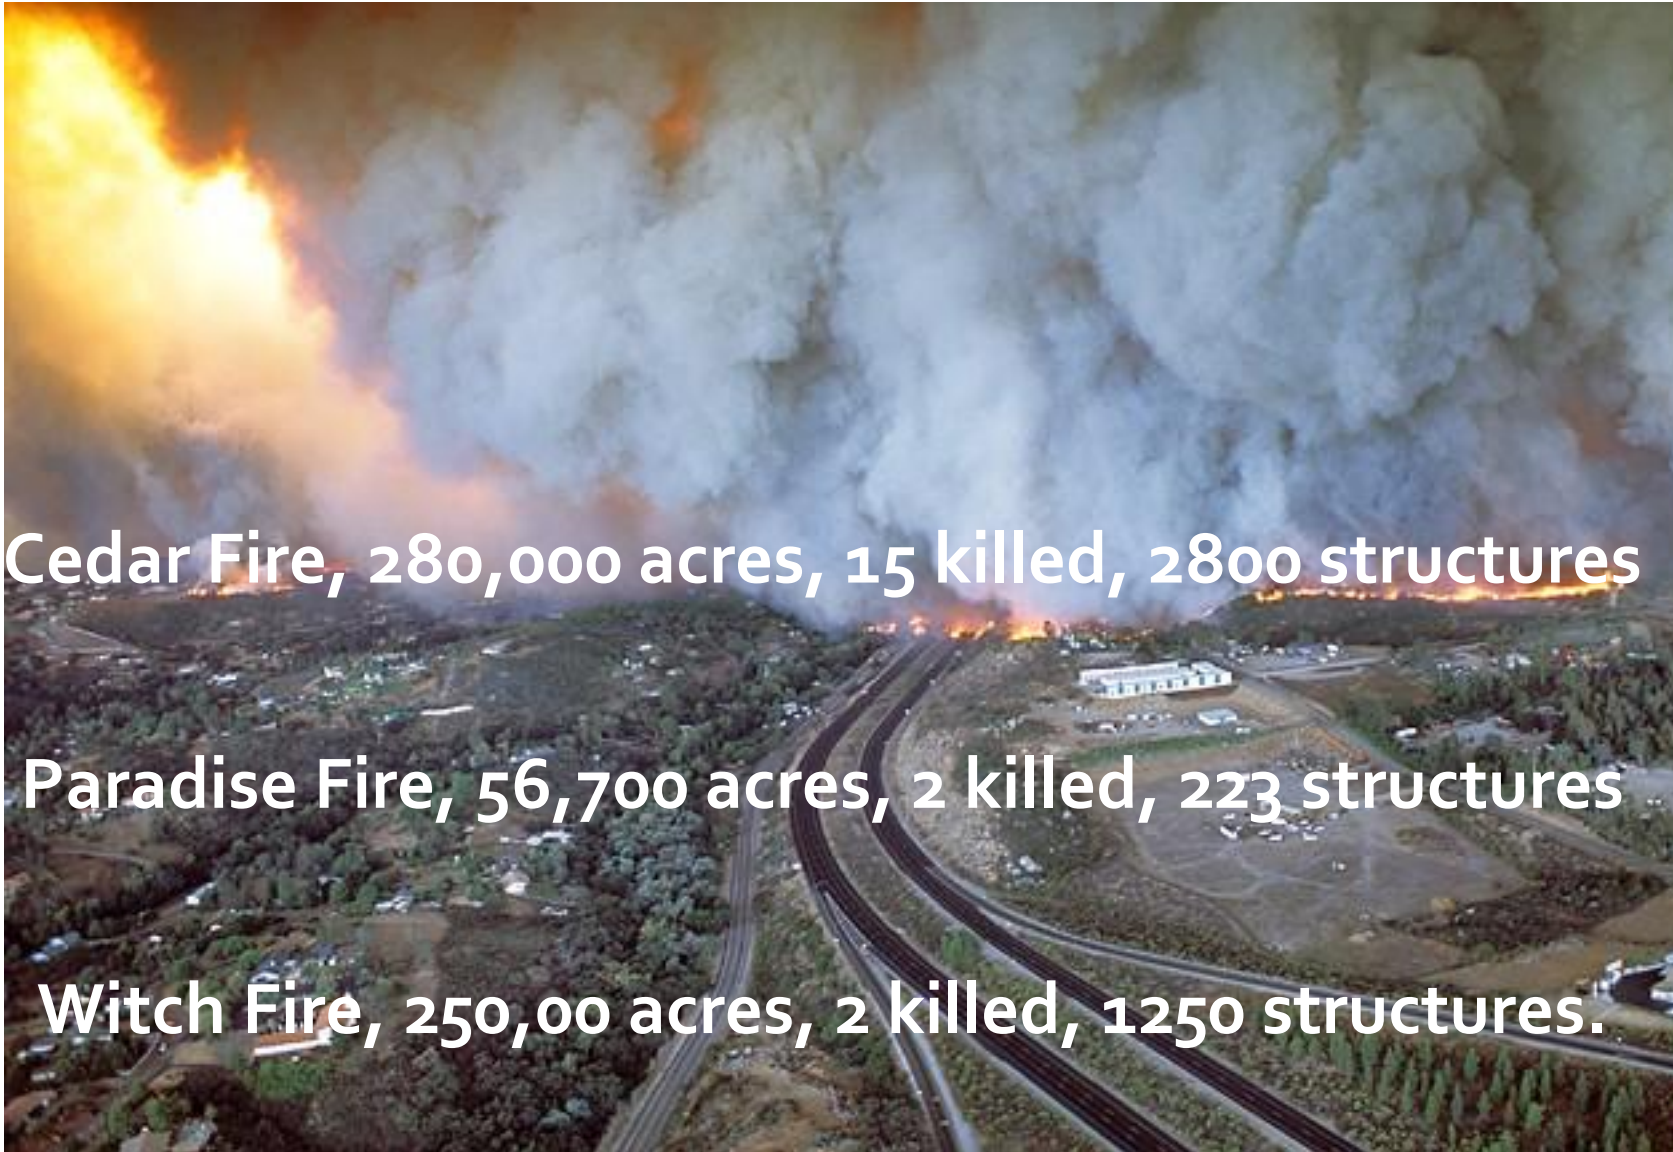 Cedar Fire, 280,000 acres, 15 killed, 2800 structures
Paradise Fire, 56,700 acres, 2 killed, 223 structures
Witch Fire, 250,00 acres, 2 killed, 1250 structures.